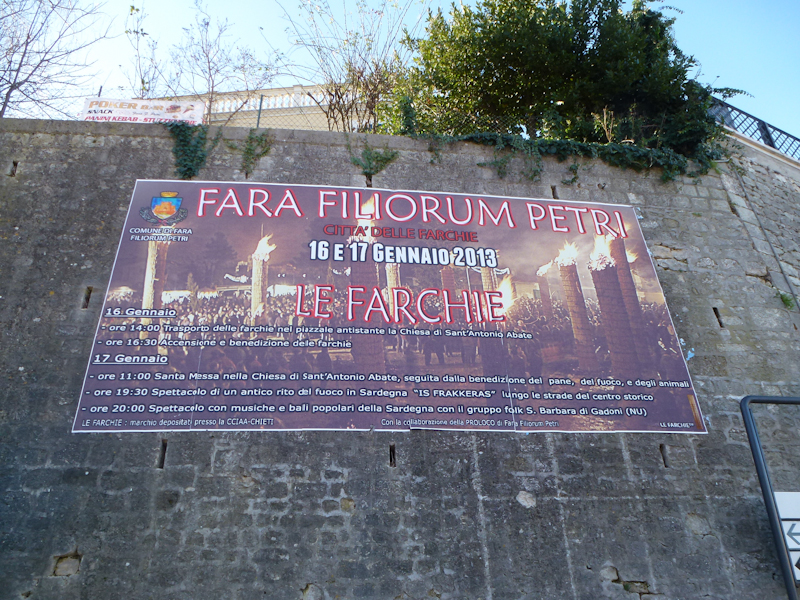 POKER
SNACK
PANINI KEBAB
FARA FILIORUM PETRI
CITTA' DELLE FARCHIE
COMUNE DI FARA
FILIORUM PETRI
16 E 17 GENNAIO 2013
LE FARCHIE
16 Gennaio
- ore 14:00 Trasporto delle farchie nel piazzale antistante la Chiesa di Sant'Antonio Abate
- ore 16:30 Accensione e benedizione delle farchie
17 Gennaio
- ore 11:00 Santa Messa nella Chiesa di Sant'Antonio Abate, seguita dalla benedizione del pane, del fuoco, e degli animali
- ore 19:30 Spettacolo di un antico rito del fuoco in Sardegna "IS FRAKKERAS" lungo le strade del centro storico
- ore 20:00 Spettacolo con musiche e balli popolari della Sardegna con il gruppo folk S. Barbara di Gadoni (NU)
LE FARCHIE : marchio depositati presso la CCIAA-CHIETI
Con la collaborazione della PROLOCO di Fara Filiorum Petri
LE FARCHIE™